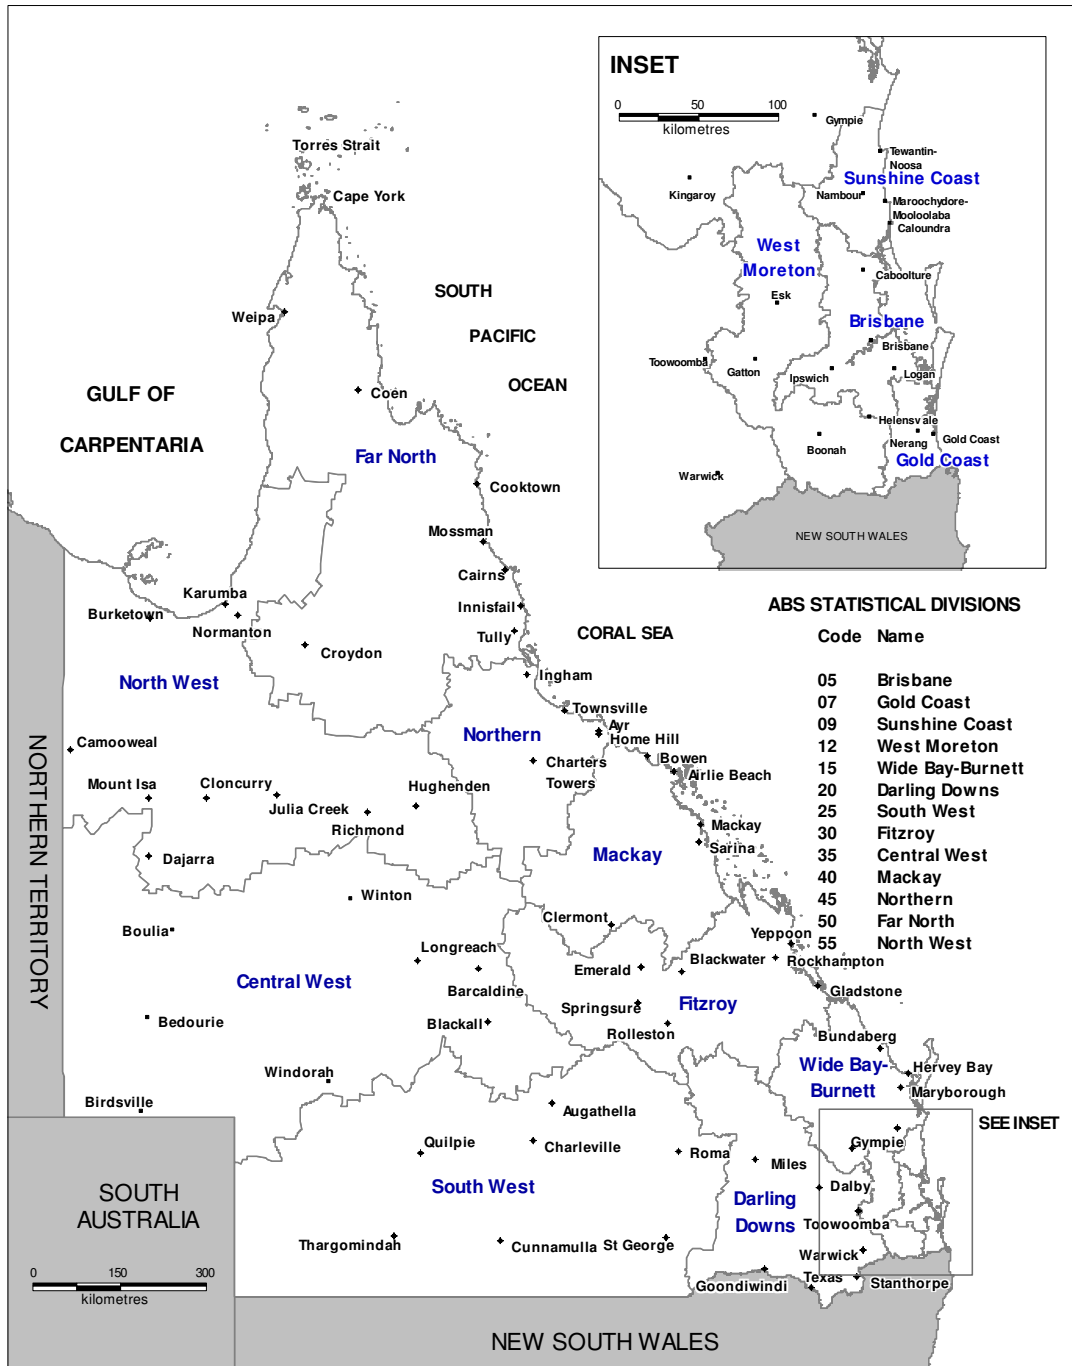 INSET
0 50 100
kilometres
Gympie
Tewantin-
Noosa
Sunshine Coast
Kingaroy
Nambour
Maroochydore-
Mooloolaba
Caloundra
West
Moreton
Caboolture
Esk
Brisbane
Brisbane
Toowoomba
Gatton
Ipswich
Logan
Helensvale
Boonah
Nerang
Gold Coast
Gold Coast
Warwick
NEW SOUTH WALES
Torres Strait
Cape York
SOUTH
PACIFIC
OCEAN
Weipa
GULF OF
CARPENTARIA
Coen
Far North
Cooktown
Mossman
Cairns
Karumba
Burketown
Normanton
Innisfail
Tully
Croydon
CORAL SEA
Ingham
North West
Townsville
Northern
Ayr
Home Hill
Camooweal
Charters
Towers
Bowen
Airlie Beach
Mount Isa
Cloncurry
Julia Creek
Hughenden
Richmond
Mackay
Sarina
Dajarra
Mackay
Winton
Clermont
Boulia
Yeppoon
Longreach
Emerald
Blackwater
Rockhampton
Central West
Barcaldine
Gladstone
Springsure
Fitzroy
Bedourie
Blackall
Rolleston
Bundaberg
Wide Bay-
Burnett
Hervey Bay
Maryborough
Windorah
Birdsville
Augathella
SEE INSET
Quilpie
Charleville
Gympie
Roma
Miles
South West
Dalby
Darling
Downs
Toowoomba
Thargomindah
Cunnamulla
St George
Warwick
Goondiwindi
Texas
Stanthorpe
NORTHERN TERRITORY
SOUTH
AUSTRALIA
0 150 300
kilometres
NEW SOUTH WALES
ABS STATISTICAL DIVISIONS
Code Name
05 Brisbane
07 Gold Coast
09 Sunshine Coast
12 West Moreton
15 Wide Bay-Burnett
20 Darling Downs
25 South West
30 Fitzroy
35 Central West
40 Mackay
45 Northern
50 Far North
55 North West